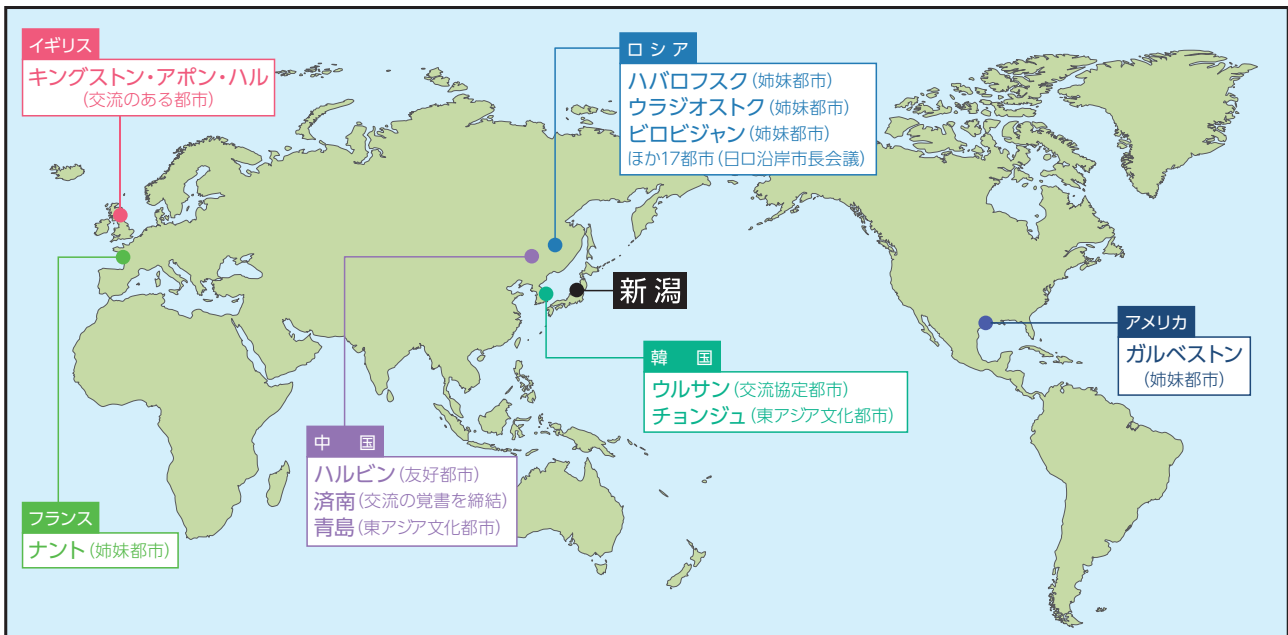 イギリス
キングストン・アポン・ハル
(交流のある都市)
ロシア
ハバロフスク(姉妹都市)
ウラジオストク(姉妹都市)
ビロビジャン(姉妹都市)
ほか17都市(日ロ沿岸市長会議)
新潟
アメリカ
ガルベストン
(姉妹都市)
韓国
ウルサン(交流協定都市)
チョンジュ(東アジア文化都市)
中国
ハルビン(友好都市)
済南(交流の覚書を締結)
青島(東アジア文化都市)
フランス
ナント(姉妹都市)